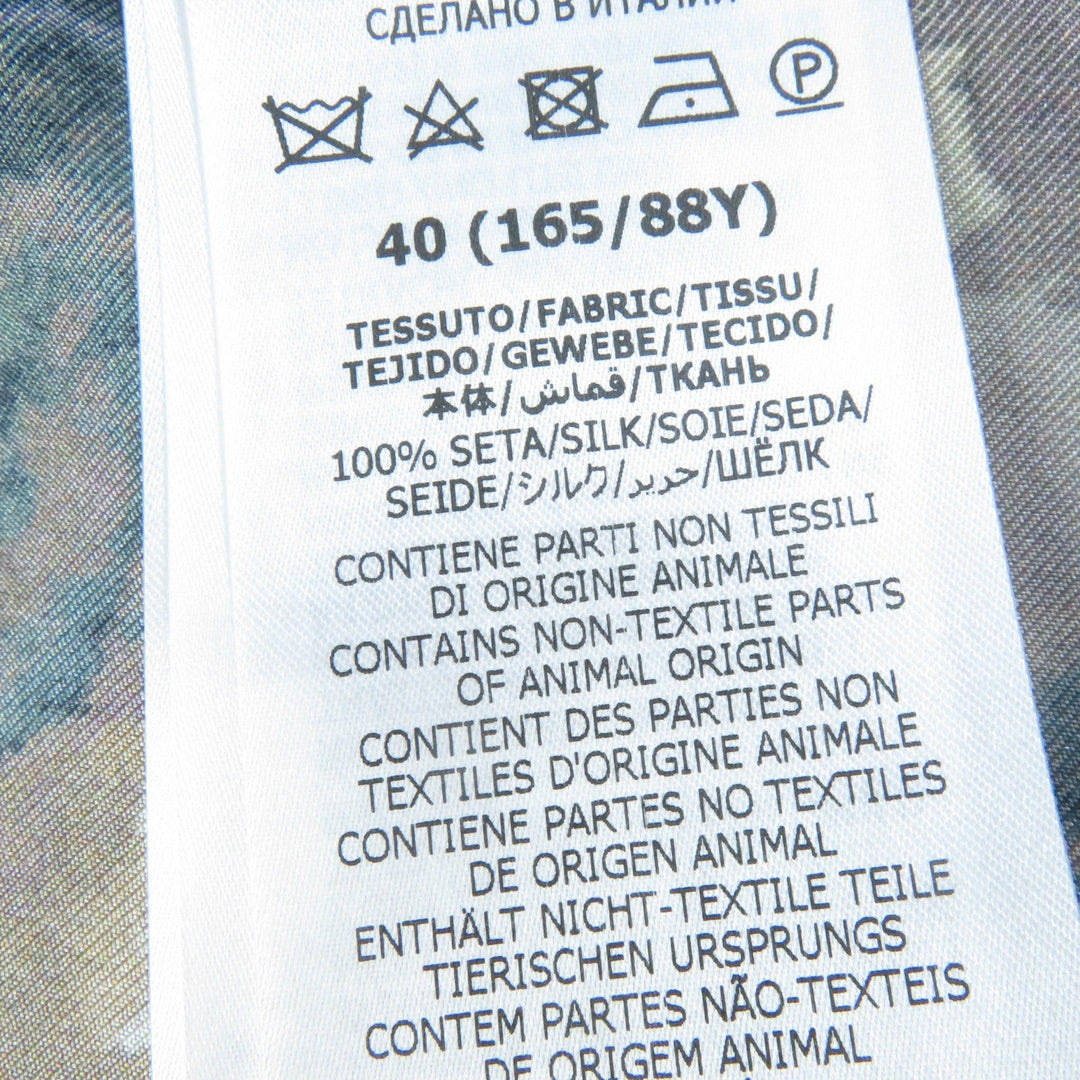 СДЕЛАНО В ИТАЛИИ
P
40 (165/88Y)
TESSUTO/FABRIC/TISSU/
TEJIDO/GEWEBE/TECIDO/
本体/قماش/ТКАНЬ
100% SETA/SILK/SOIE/SEDA/
SEIDE/シルク/حرير/ШЁЛК
CONTIENE PARTI NON TESSILI
DI ORIGINE ANIMALE
CONTAINS NON-TEXTILE PARTS
OF ANIMAL ORIGIN
CONTIENT DES PARTIES NON
TEXTILES D'ORIGINE ANIMALE
CONTIENE PARTES NO TEXTILES
DE ORIGEN ANIMAL
ENTHÄLT NICHT-TEXTILE TEILE
TIERISCHEN URSPRUNGS
CONTEM PARTES NÃO-TEXTEIS
DE ORIGEM ANIMAL